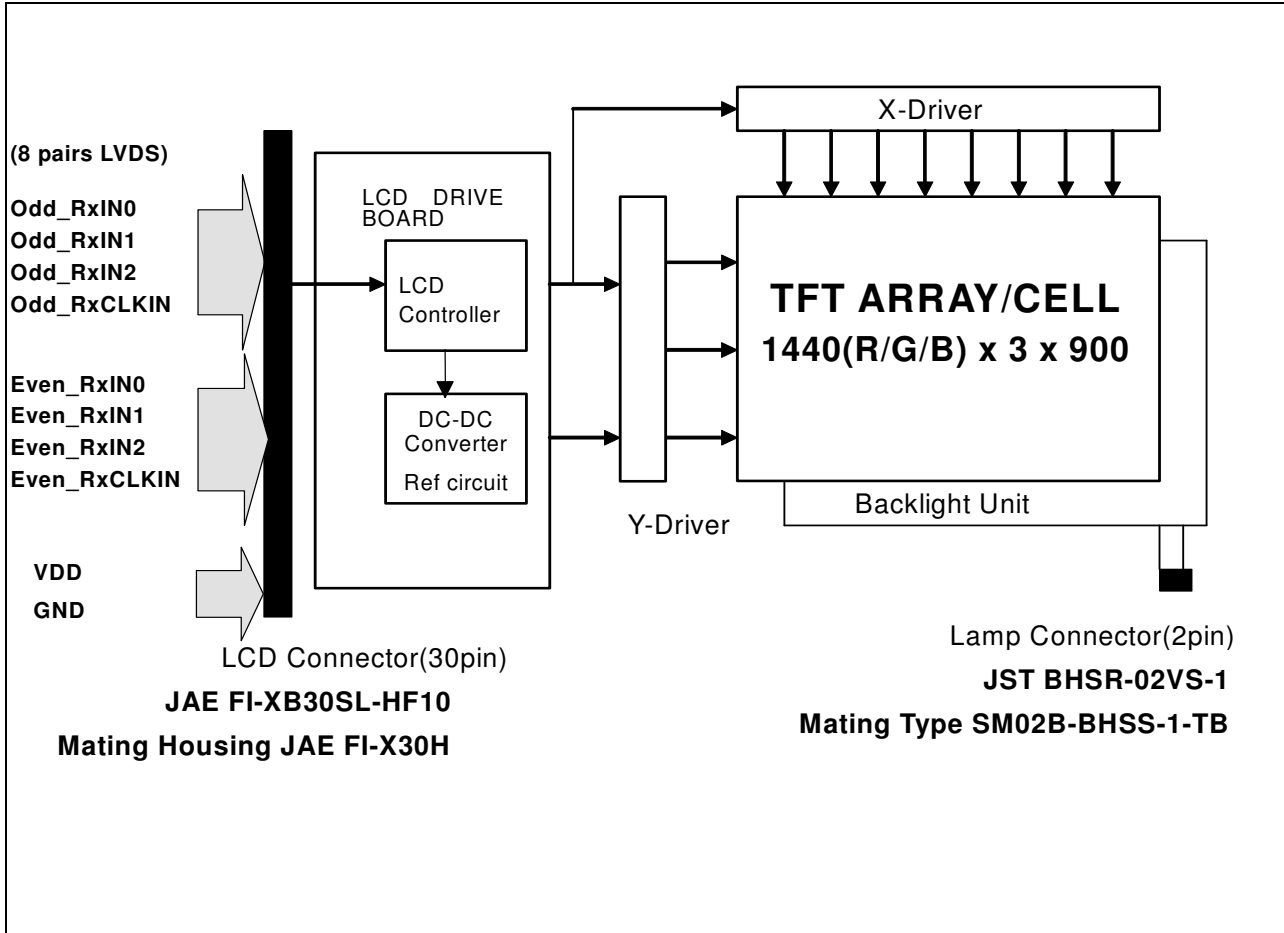 (8 pairs LVDS)
Odd_RxIN0
Odd_RxIN1
Odd_RxIN2
Odd_RxCLKIN
Even_RxIN0
Even_RxIN1
Even_RxIN2
Even_RxCLKIN
VDD
GND
LCD DRIVE
BOARD
LCD
Controller
DC-DC
Converter
Ref circuit
X-Driver
Y-Driver
TFT ARRAY/CELL
1440(R/G/B) x 3 x 900
Backlight Unit
LCD Connector(30pin)
JAE FI-XB30SL-HF10
Mating Housing JAE FI-X30H
Lamp Connector(2pin)
JST BHSR-02VS-1
Mating Type SM02B-BHSS-1-TB